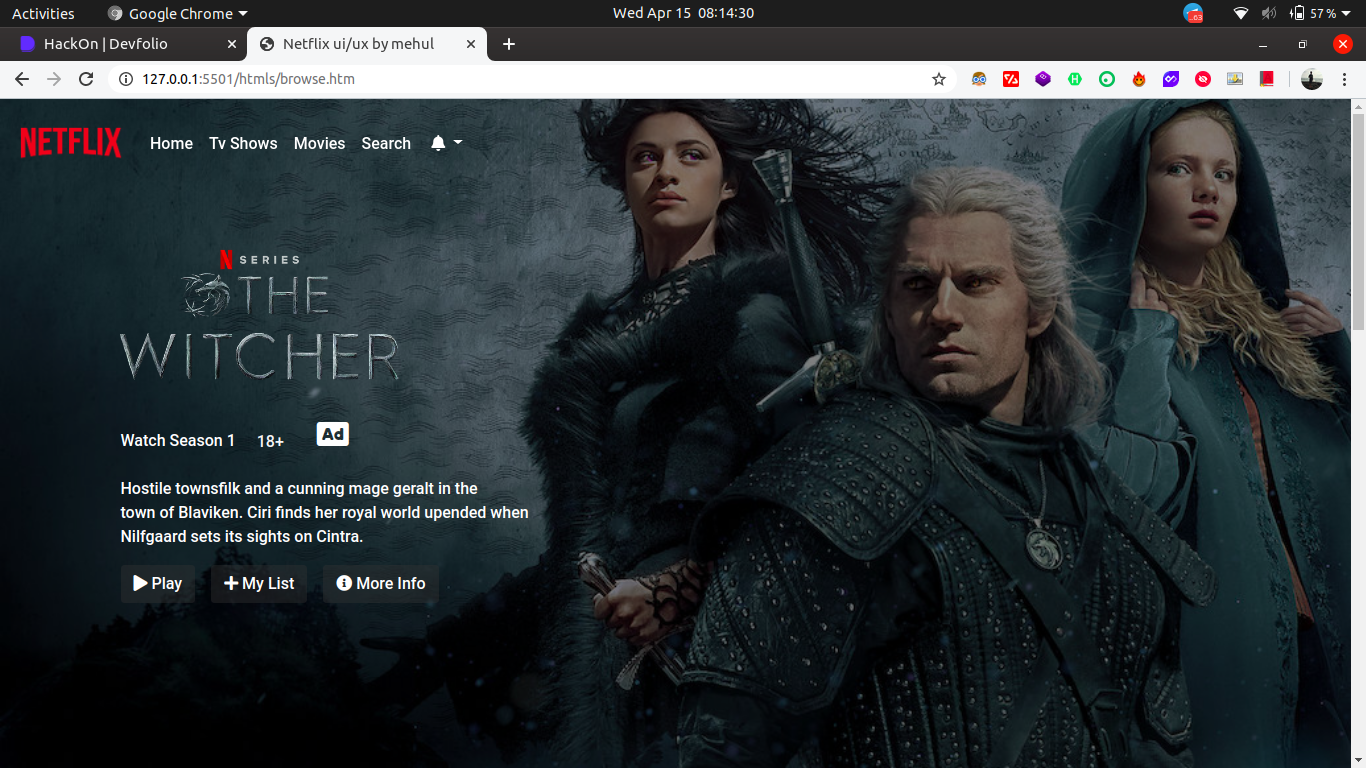 Activities Google Chrome Wed Apr 15 08:14:30 57 %
HackOn | Devfolio Netflix ui/ux by mehul
127.0.0.1:5501/htmls/browse.htm
NETFLIX Home Tv Shows Movies Search
N SERIES
THE
WITCHER
Watch Season 1 18+ Ad
Hostile townsfilk and a cunning mage geralt in the
town of Blaviken. Ciri finds her royal world upended when
Nilfgaard sets its sights on Cintra.
Play My List More Info